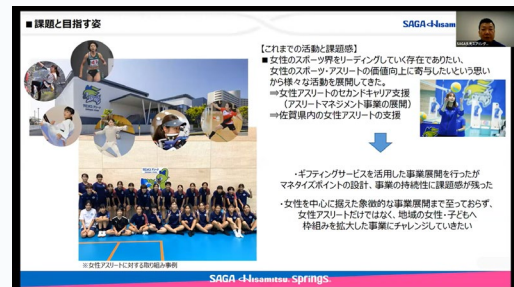 ■課題と目指す姿
SAGA Hisamitsu
【これまでの活動と課題感】
■女性のスポーツ界をリーディングしていく存在でありたい、
女性のスポーツ・アスリートの価値向上に寄与したいという思い
から様々な活動を展開してきた。
⇒女性アスリートのセカンドキャリア支援
（アスリートマネジメント事業の展開）
⇒佐賀県内の女性アスリートの支援
・ギフティングサービスを活用した事業展開を行ったが
マネタイズポイントの設計、事業の持続性に課題感が残った
・女性を中心に据えた象徴的な事業展開まで至っておらず、
女性アスリートだけではなく、地域の女性・子どもへ
枠組みを拡大した事業にチャレンジしていきたい
※女性アスリートに対する取り組み事例
SAGA Hisamitsu Springs.